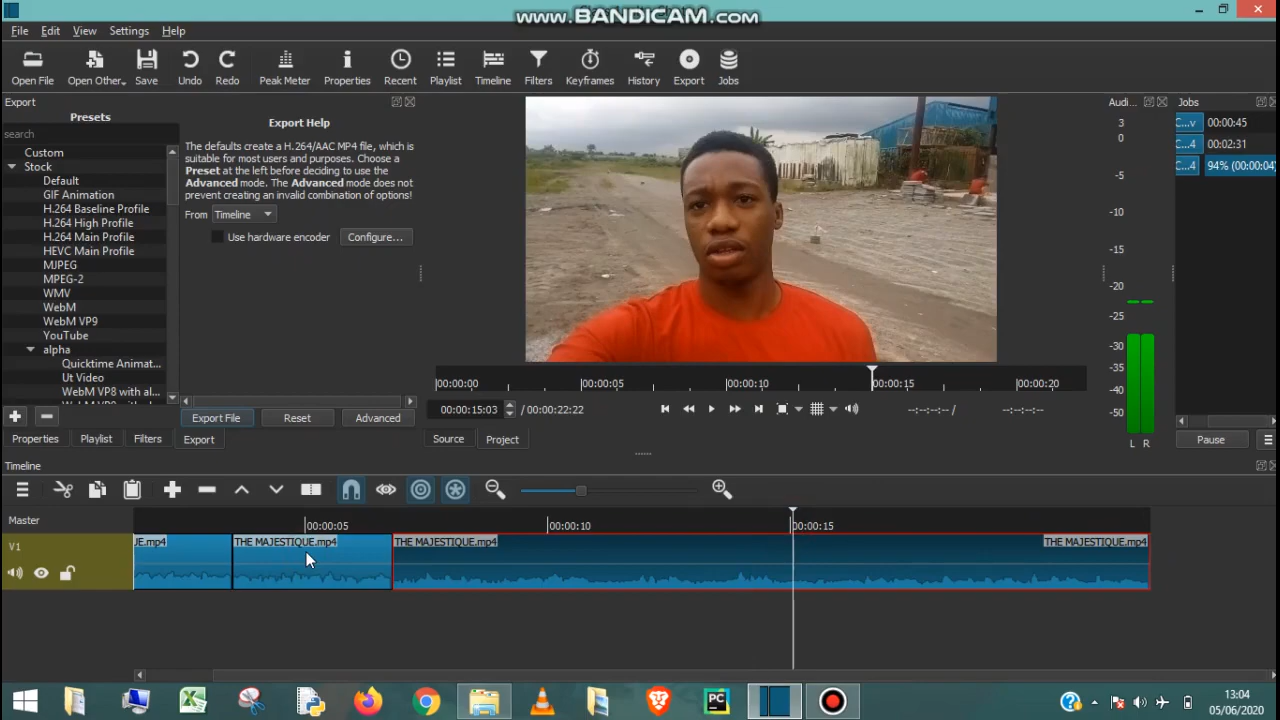 www.BANDICAM.com
File Edit View Settings Help
Open File Open Other.. Save Undo Redo Peak Meter Properties Recent Playlist Timeline Filters Keyframes History Export Jobs
Export
Presets
search
Custom
Stock
Default
GIF Animation
H.264 Baseline Profile
H.264 High Profile
H.264 Main Profile
HEVC Main Profile
MJPEG
MPEG-2
WMV
WebM
WebM VP9
YouTube
alpha
Quicktime Animat...
Ut Video
WebM VP8 with al...
Export Help
The defaults create a H.264/AAC MP4 file, which is
suitable for most users and purposes. Choose a
Preset at the left before deciding to use the
Advanced mode. The Advanced mode does not
prevent creating an invalid combination of options!
From Timeline
Use hardware encoder Configure...
Export File Reset Advanced
Properties Playlist Filters Export
00:00:00 00:00:05 00:00:10 00:00:15 00:00:20
00:00:15:03 / 00:00:22:22 --:--:--:-- / --:--:--:--
Source Project
Audi...
3
0
-5
-10
-15
-20
-25
-30
-35
-40
-50
L R
Jobs
C...v 00:00:45
C...4 00:02:31
C...4 94% (00:00:04)
Pause
Timeline
Master
00:00:05 00:00:10 00:00:15
V1
UE.mp4 THE MAJESTIQUE.mp4 THE MAJESTIQUE.mp4 THE MAJESTIQUE.mp4
PC
13:04
05/06/2020